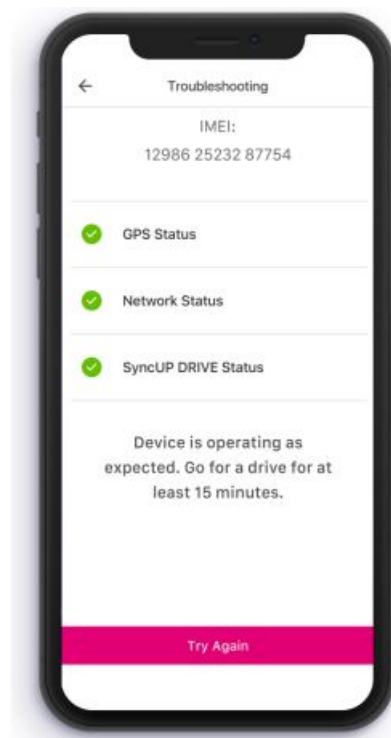 Troubleshooting
IMEI:
12986 25232 87754
GPS Status
Network Status
SyncUP DRIVE Status
Device is operating as
expected. Go for a drive for at
least 15 minutes.
Try Again